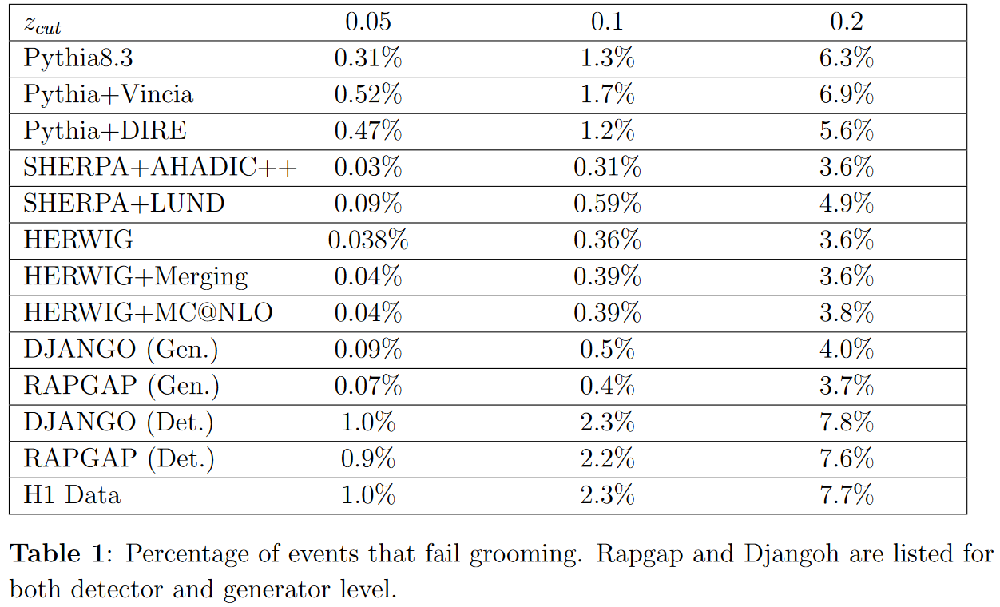 z_cut 0.05 0.1 0.2
Pythia8.3 0.31% 1.3% 6.3%
Pythia+Vincia 0.52% 1.7% 6.9%
Pythia+DIRE 0.47% 1.2% 5.6%
SHERPA+AHADIC++ 0.03% 0.31% 3.6%
SHERPA+LUND 0.09% 0.59% 4.9%
HERWIG 0.038% 0.36% 3.6%
HERWIG+Merging 0.04% 0.39% 3.6%
HERWIG+MC@NLO 0.04% 0.39% 3.8%
DJANGO (Gen.) 0.09% 0.5% 4.0%
RAPGAP (Gen.) 0.07% 0.4% 3.7%
DJANGO (Det.) 1.0% 2.3% 7.8%
RAPGAP (Det.) 0.9% 2.2% 7.6%
H1 Data 1.0% 2.3% 7.7%
Table 1: Percentage of events that fail grooming. Rapgap and Djangoh are listed for
both detector and generator level.